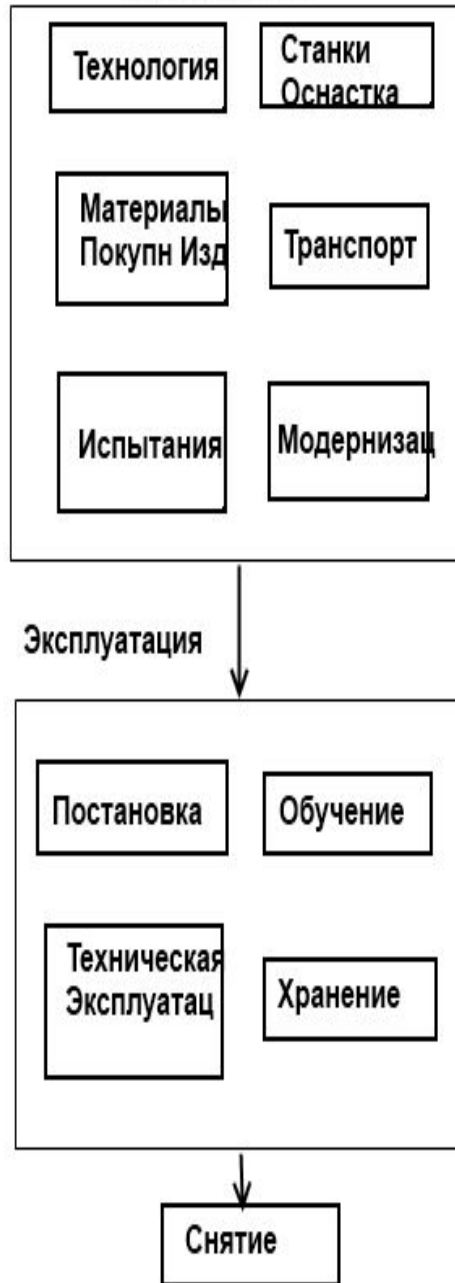 Технология
Станки
Оснастка
Материалы
Покупн Изд
Транспорт
Испытания
Модернизац
Эксплуатация
Постановка
Обучение
Техническая
Эксплуатац
Хранение
Снятие